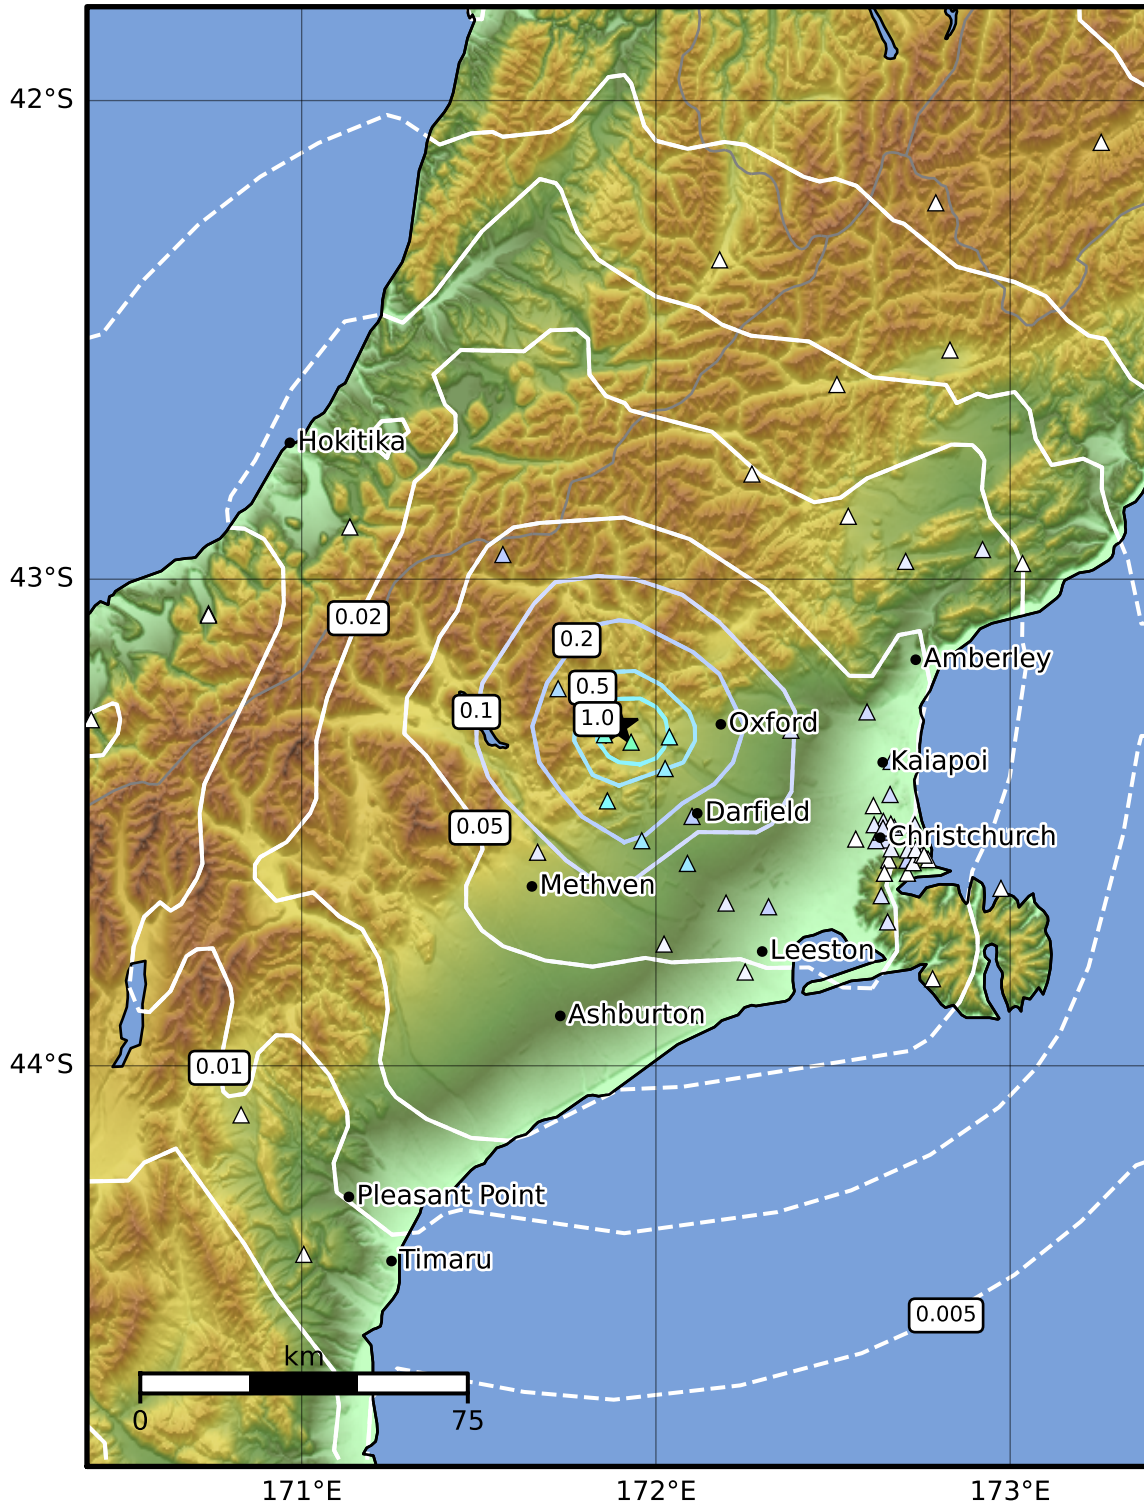 42°S
Hokitika
43°S
0.02
0.2
Amberley
0.5
0.1
1.0
Oxford
Kaiapoi
Darfield
0.05
Christchurch
Methven
Leeston
Ashburton
44°S
0.01
Pleasant Point
Timaru
0.005
km
0
75
171°E
172°E
173°E